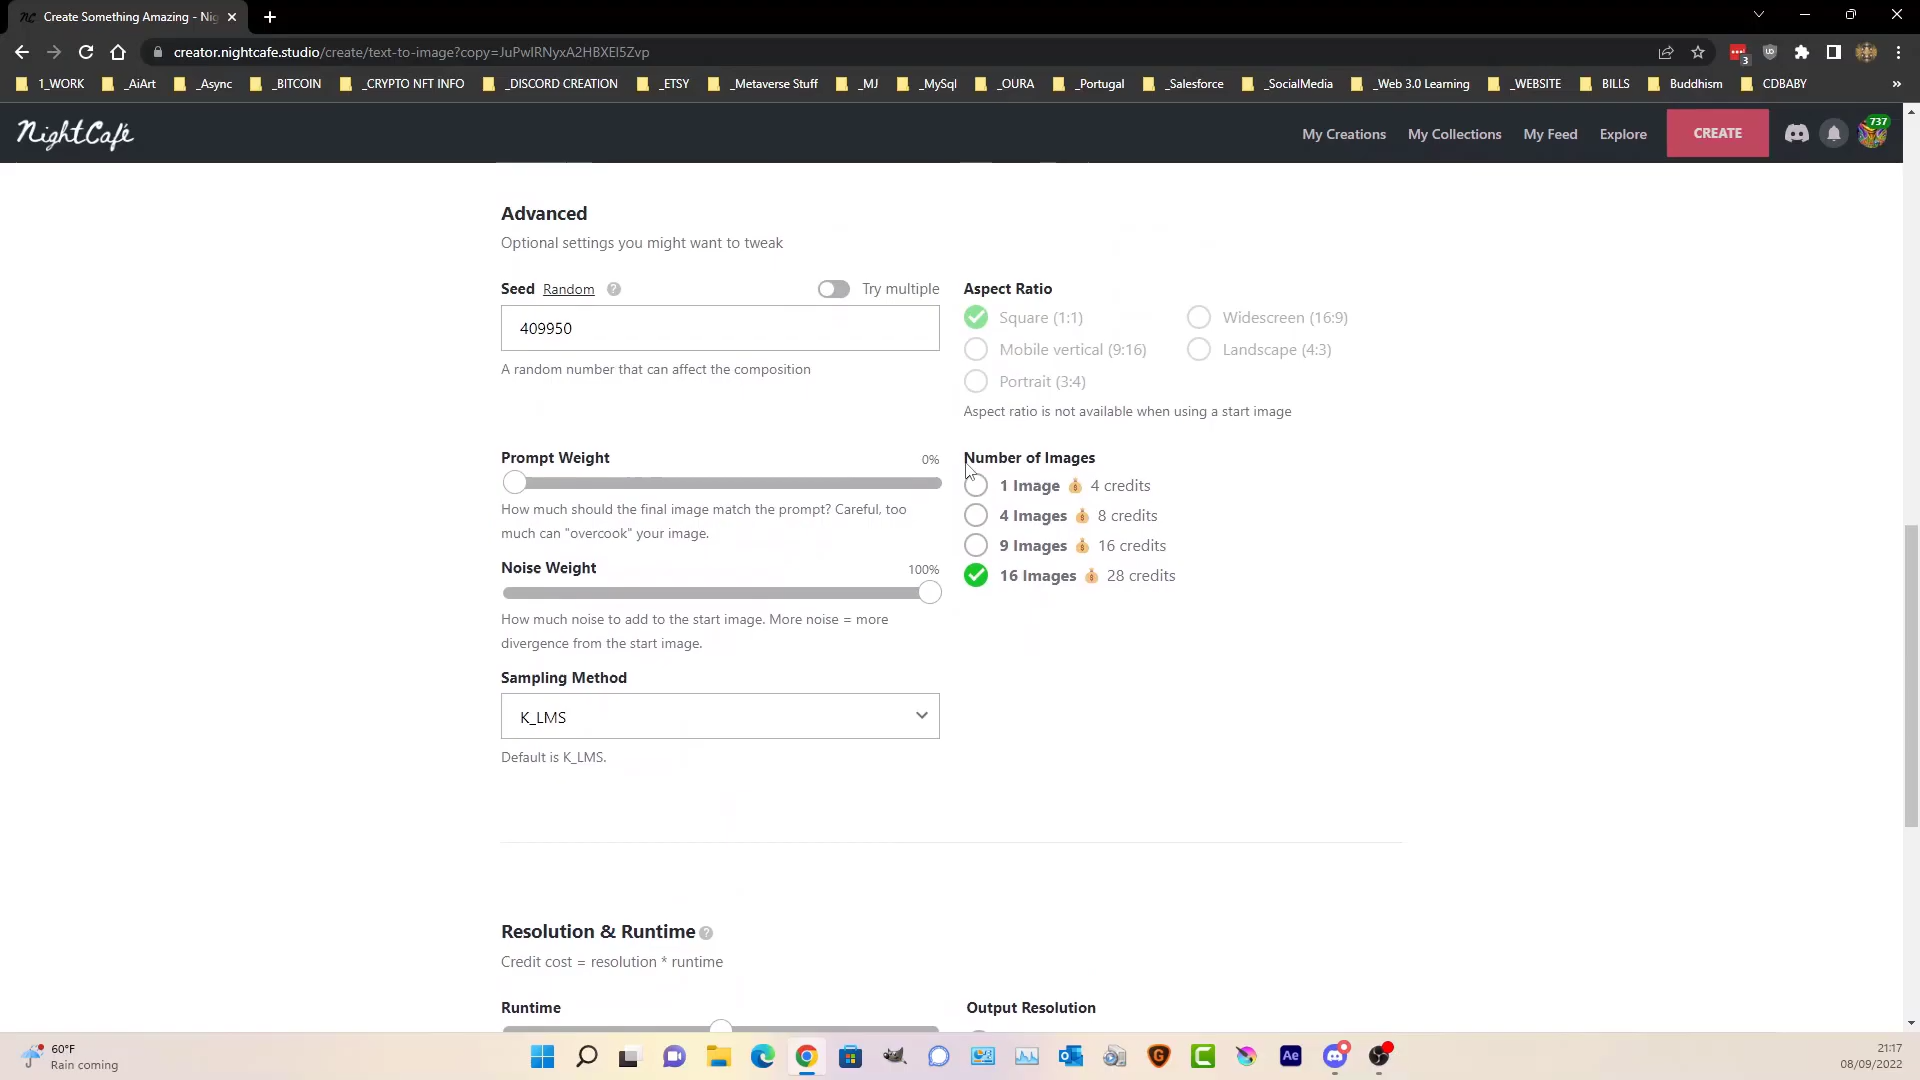 Create Something Amazing - Nig
creator.nightcafe.studio/create/text-to-image?copy=JuPwlRNyxA2HBXEl5Zvp
3
1_WORK _AiArt _Async _BITCOIN _CRYPTO NFT INFO _DISCORD CREATION _ETSY _Metaverse Stuff _MJ _MySql _OURA _Portugal _Salesforce _SocialMedia _Web 3.0 Learning _WEBSITE BILLS Buddhism CDBABY »
NightCafé My Creations My Collections My Feed Explore CREATE 737
Advanced
Optional settings you might want to tweak
Seed Random ? Try multiple
409950
A random number that can affect the composition
Aspect Ratio
Square (1:1) Widescreen (16:9)
Mobile vertical (9:16) Landscape (4:3)
Portrait (3:4)
Aspect ratio is not available when using a start image
Prompt Weight 0%
How much should the final image match the prompt? Careful, too
much can "overcook" your image.
Noise Weight 100%
How much noise to add to the start image. More noise = more
divergence from the start image.
Sampling Method
K_LMS
Default is K_LMS.
Number of Images
1 Image 4 credits
4 Images 8 credits
9 Images 16 credits
16 Images 28 credits
Resolution & Runtime ?
Credit cost = resolution * runtime
Runtime Output Resolution
60°F
Rain coming
Ae
21:17
08/09/2022